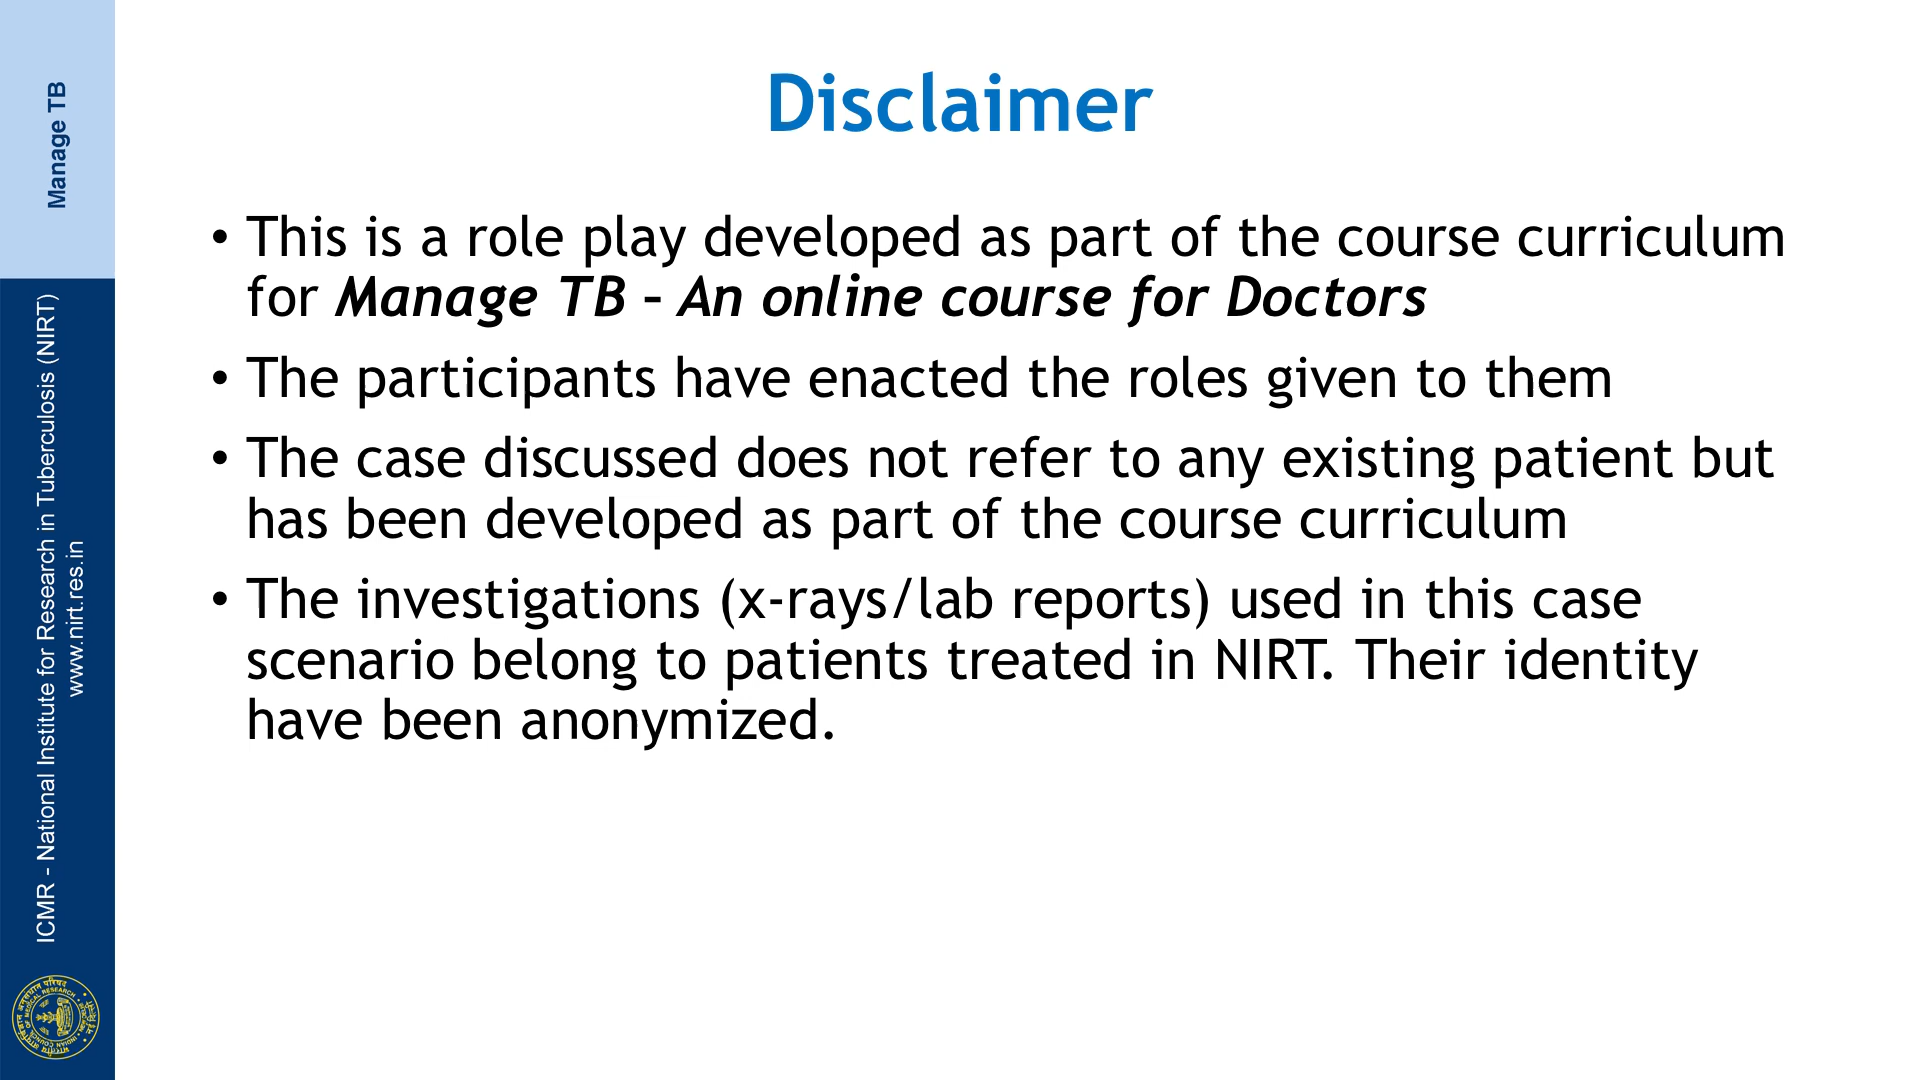 Manage TB
ICMR - National Institute for Research in Tuberculosis (NIRT)
www.nirt.res.in
Disclaimer
• This is a role play developed as part of the course curriculum
for Manage TB – An online course for Doctors
• The participants have enacted the roles given to them
• The case discussed does not refer to any existing patient but
has been developed as part of the course curriculum
• The investigations (x-rays/lab reports) used in this case
scenario belong to patients treated in NIRT. Their identity
have been anonymized.